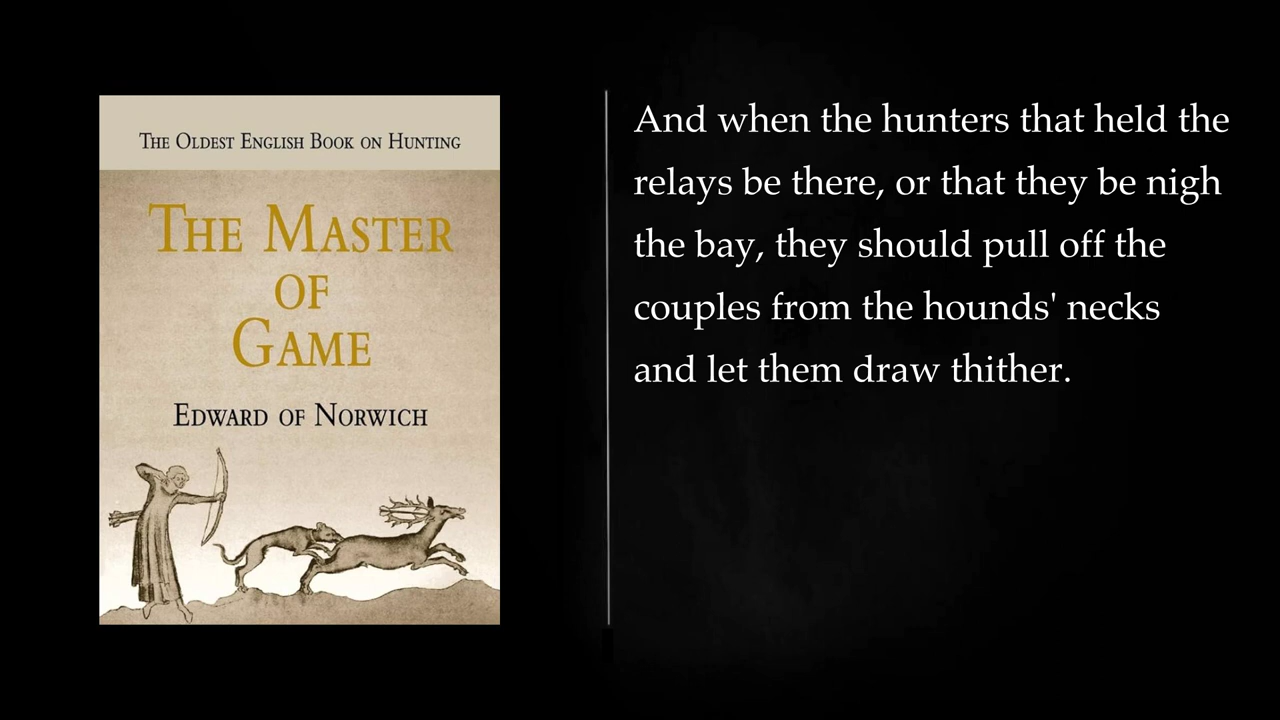 The Oldest English Book on Hunting
The Master
of
Game
Edward of Norwich
And when the hunters that held the
relays be there, or that they be nigh
the bay, they should pull off the
couples from the hounds' necks
and let them draw thither.